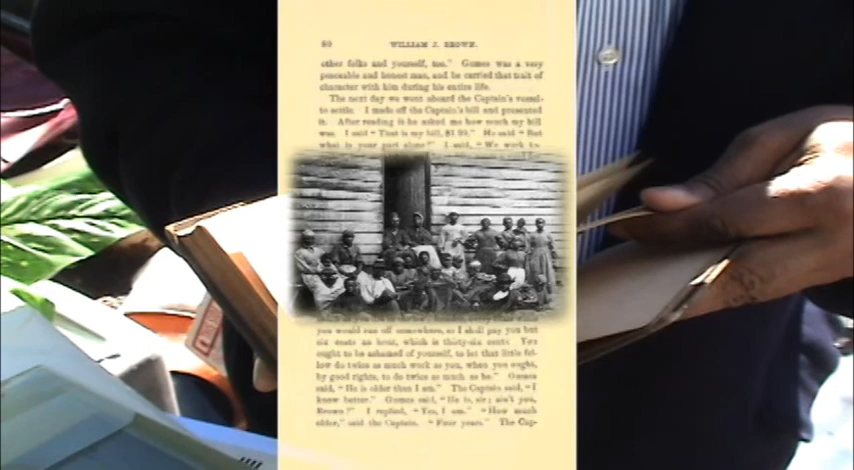 80 WILLIAM J. BROWN.
other folks and yourself, too." Gomes was a very
peaceable and honest man, and he carried that trait of
character with him during his entire life.
The next day we went aboard the Captain's vessel
to settle. I made off the Captain's bill and presented
it. After reading it he asked me how much my bill
was. I said "That is my bill, $1.99." He said "But
what is your part alone?" I said, "We work to-
you would run off somewhere, so I shall pay you but
six cents an hour, which is thirty-six cents. You
ought to be ashamed of yourself, to let that little fel-
low do twice as much work as you, when you ought,
by good rights, to do twice as much as he." Gomes
said, "He is older than I am." The Captain said, "I
know better." Gomes said, "He is, sir; ain't you,
Brown?" I replied, "Yes, I am." "How much
older," said the Captain. "Four years." The Cap-